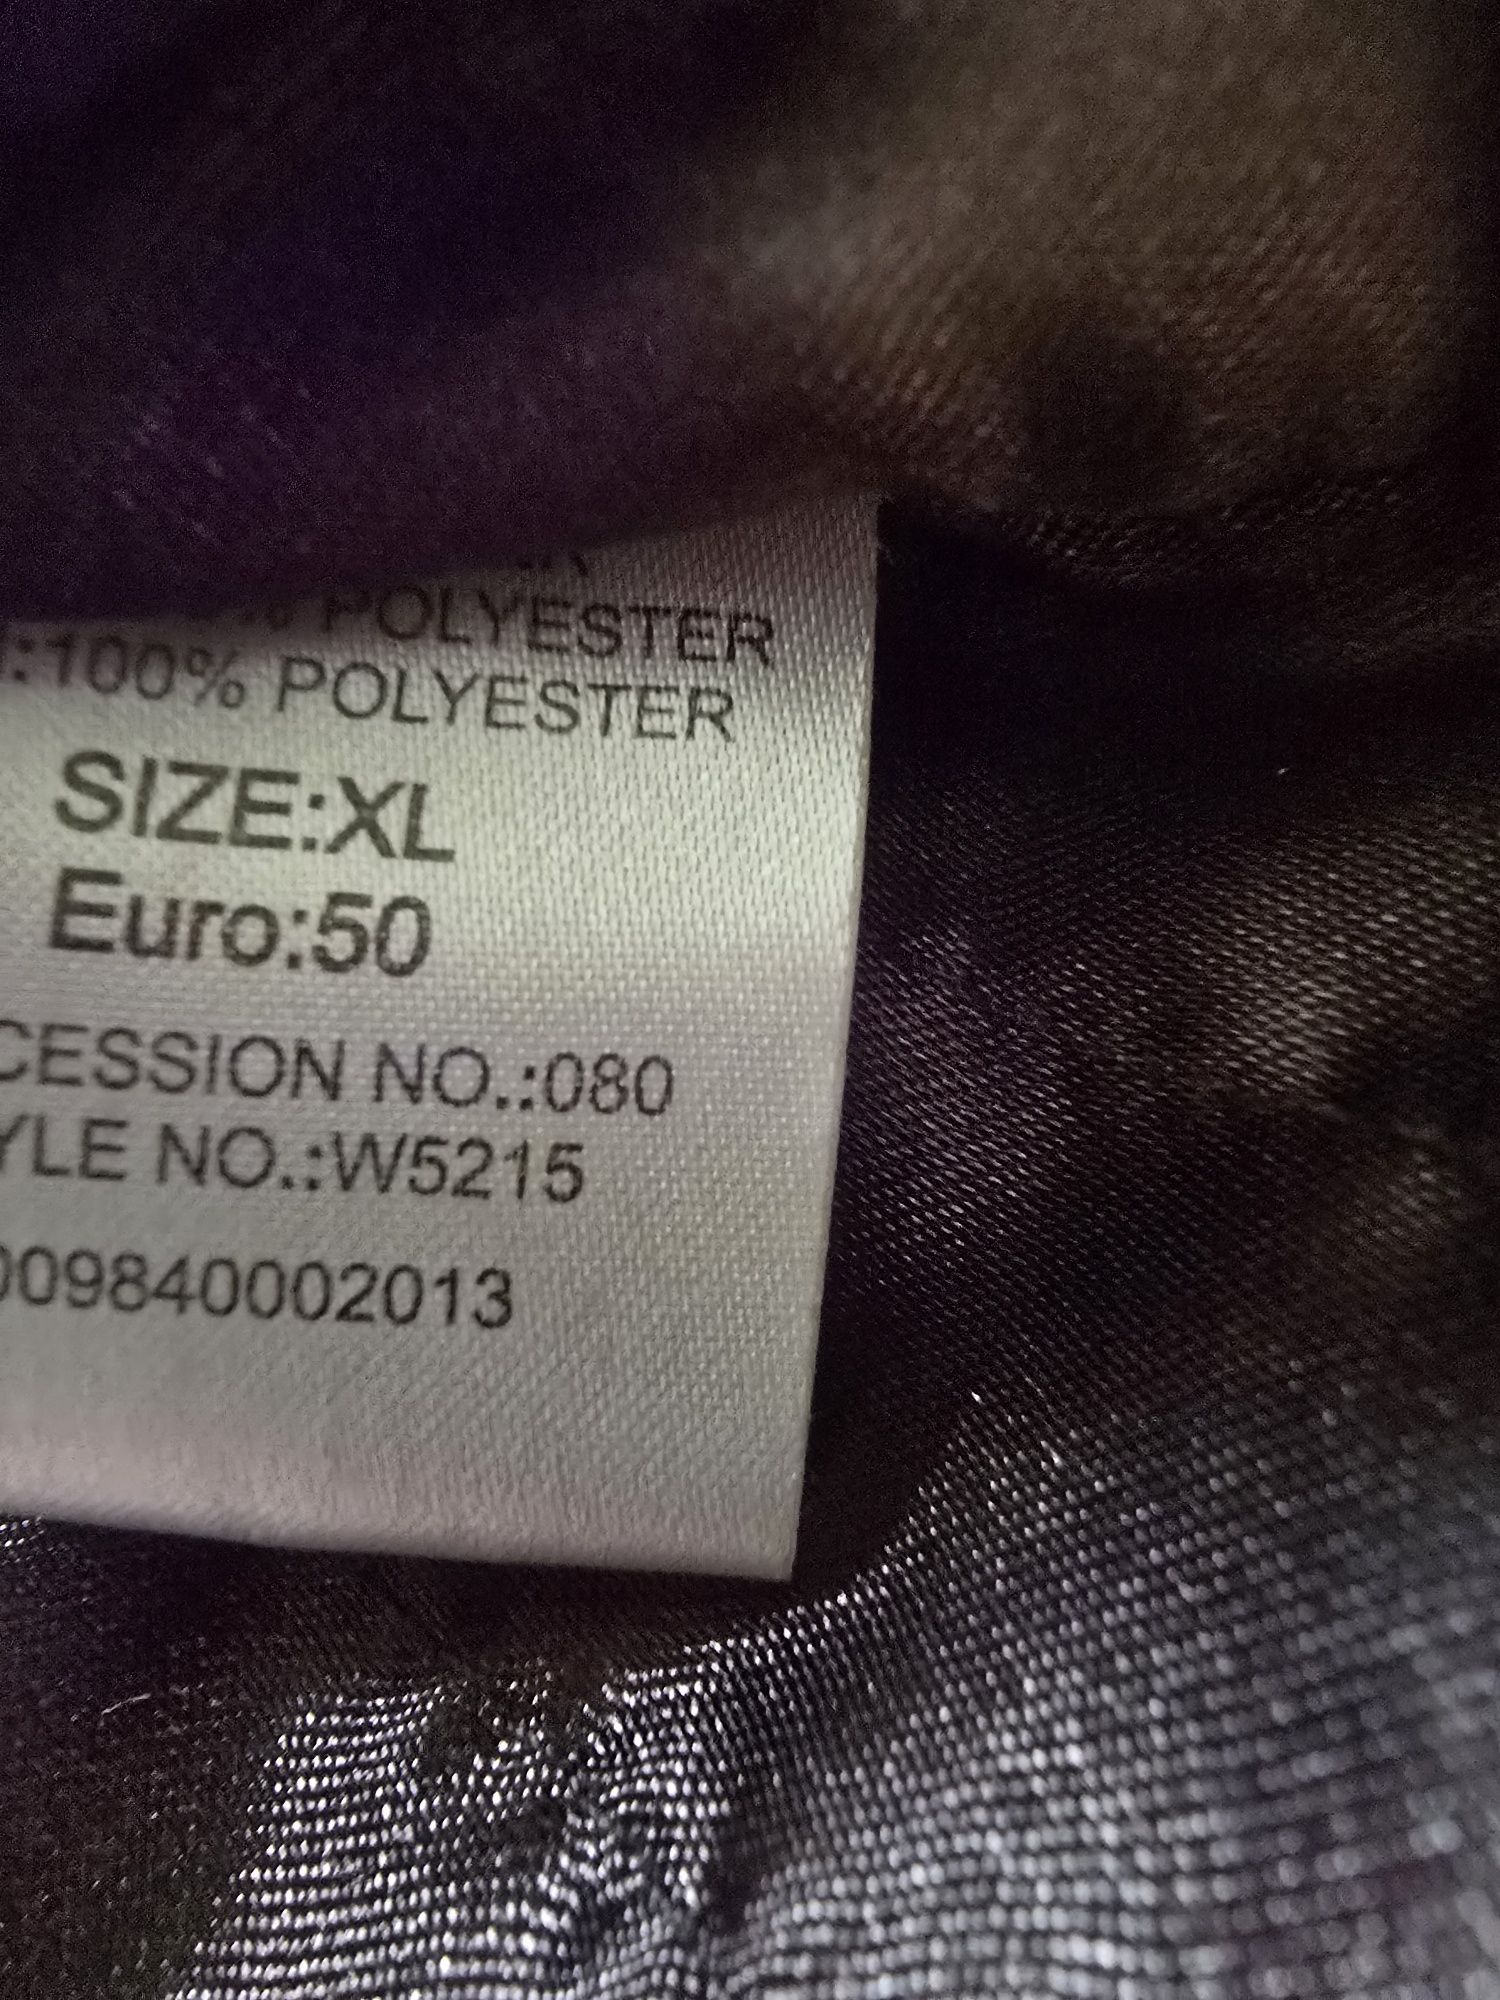 % POLYESTER
:100% POLYESTER
SIZE:XL
Euro:50
CESSION NO.:080
YLE NO.:W5215
009840002013